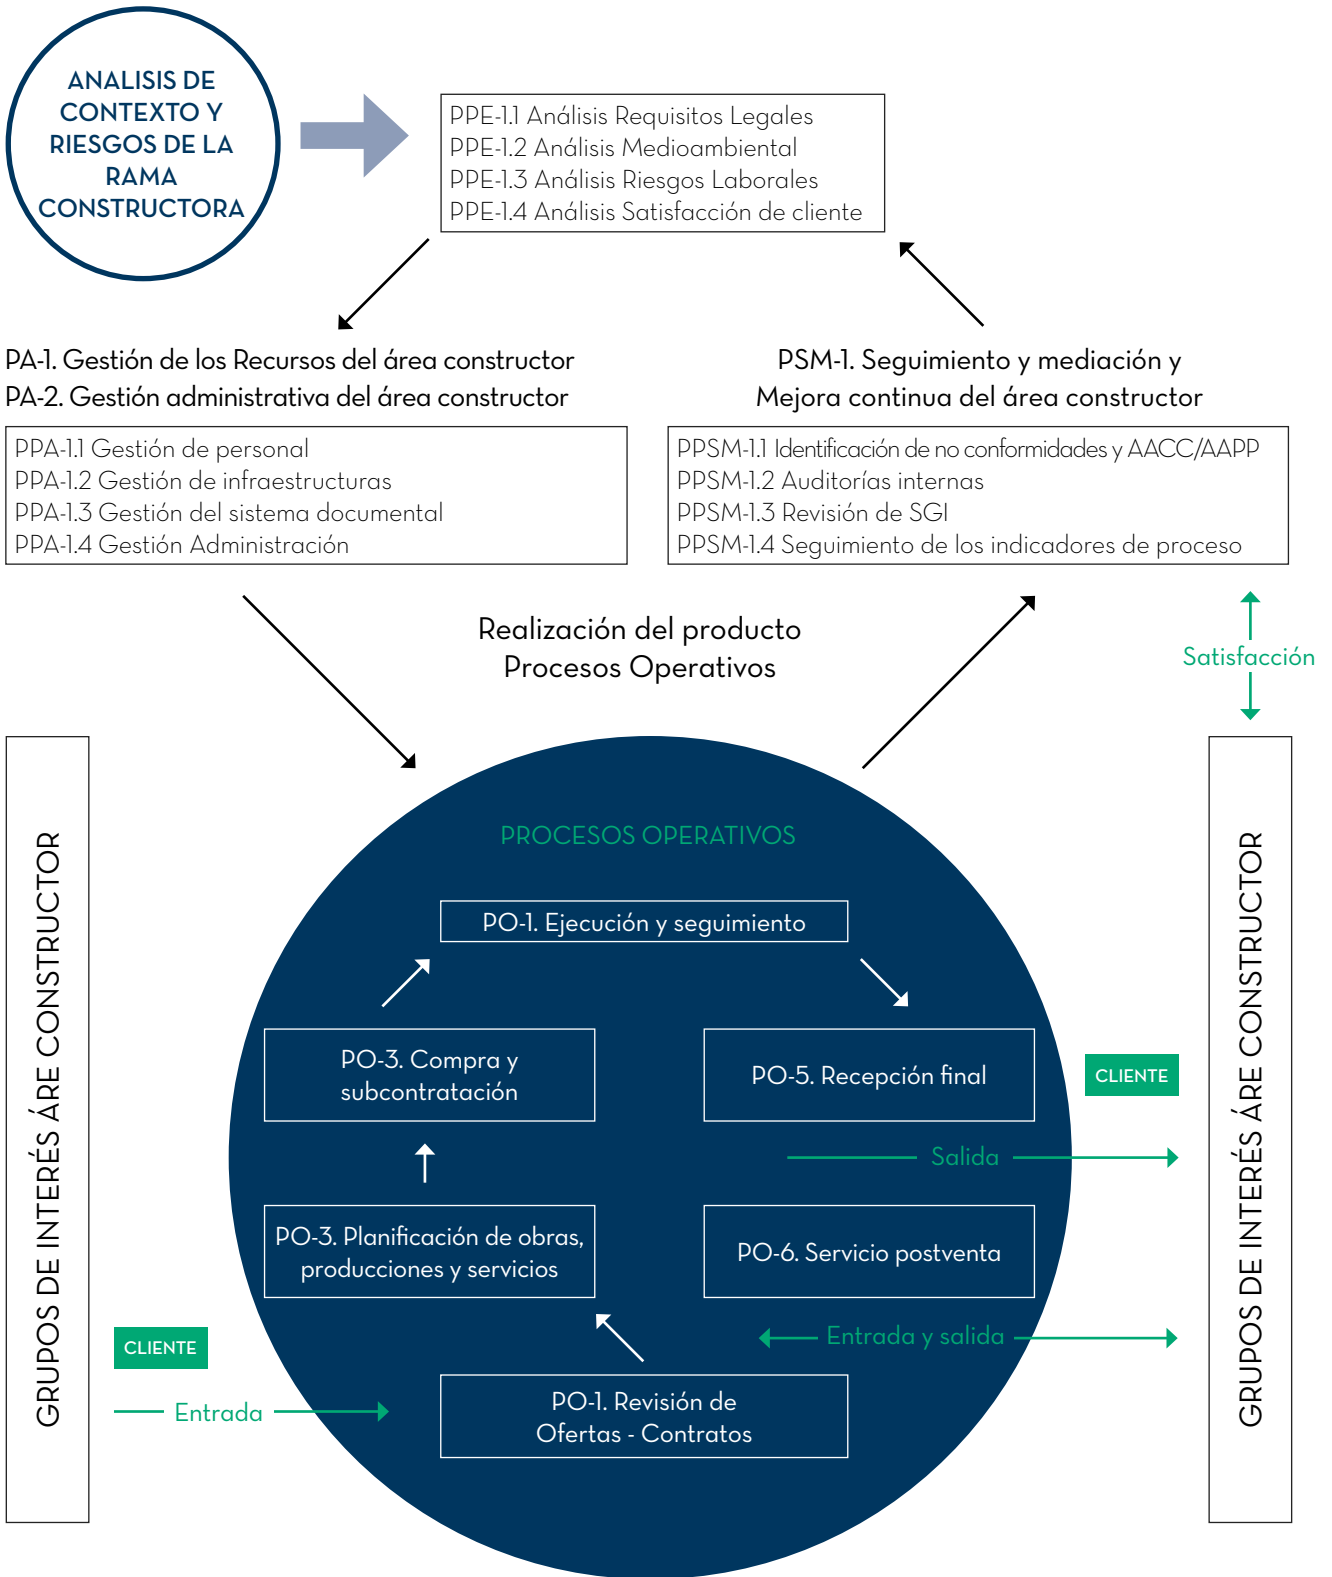 ANALISIS DE
CONTEXTO Y
RIESGOS DE LA
RAMA
CONSTRUCTORA
PPE-1.1 Análisis Requisitos Legales
PPE-1.2 Análisis Medioambiental
PPE-1.3 Análisis Riesgos Laborales
PPE-1.4 Análisis Satisfacción de cliente
PA-1. Gestión de los Recursos del área constructor
PA-2. Gestión administrativa del área constructor
PPA-1.1 Gestión de personal
PPA-1.2 Gestión de infraestructuras
PPA-1.3 Gestión del sistema documental
PPA-1.4 Gestión Administración
PSM-1. Seguimiento y mediación y
Mejora continua del área constructor
PPSM-1.1 Identificación de no conformidades y AACC/AAPP
PPSM-1.2 Auditorías internas
PPSM-1.3 Revisión de SGI
PPSM-1.4 Seguimiento de los indicadores de proceso
Realización del producto
Procesos Operativos
Satisfacción
GRUPOS DE INTERÉS ÁRE CONSTRUCTOR
PROCESOS OPERATIVOS
PO-1. Ejecución y seguimiento
PO-3. Compra y
subcontratación
PO-5. Recepción final
CLIENTE
Salida
PO-3. Planificación de obras,
producciones y servicios
PO-6. Servicio postventa
CLIENTE
Entrada y salida
Entrada
PO-1. Revisión de
Ofertas - Contratos
GRUPOS DE INTERÉS ÁRE CONSTRUCTOR